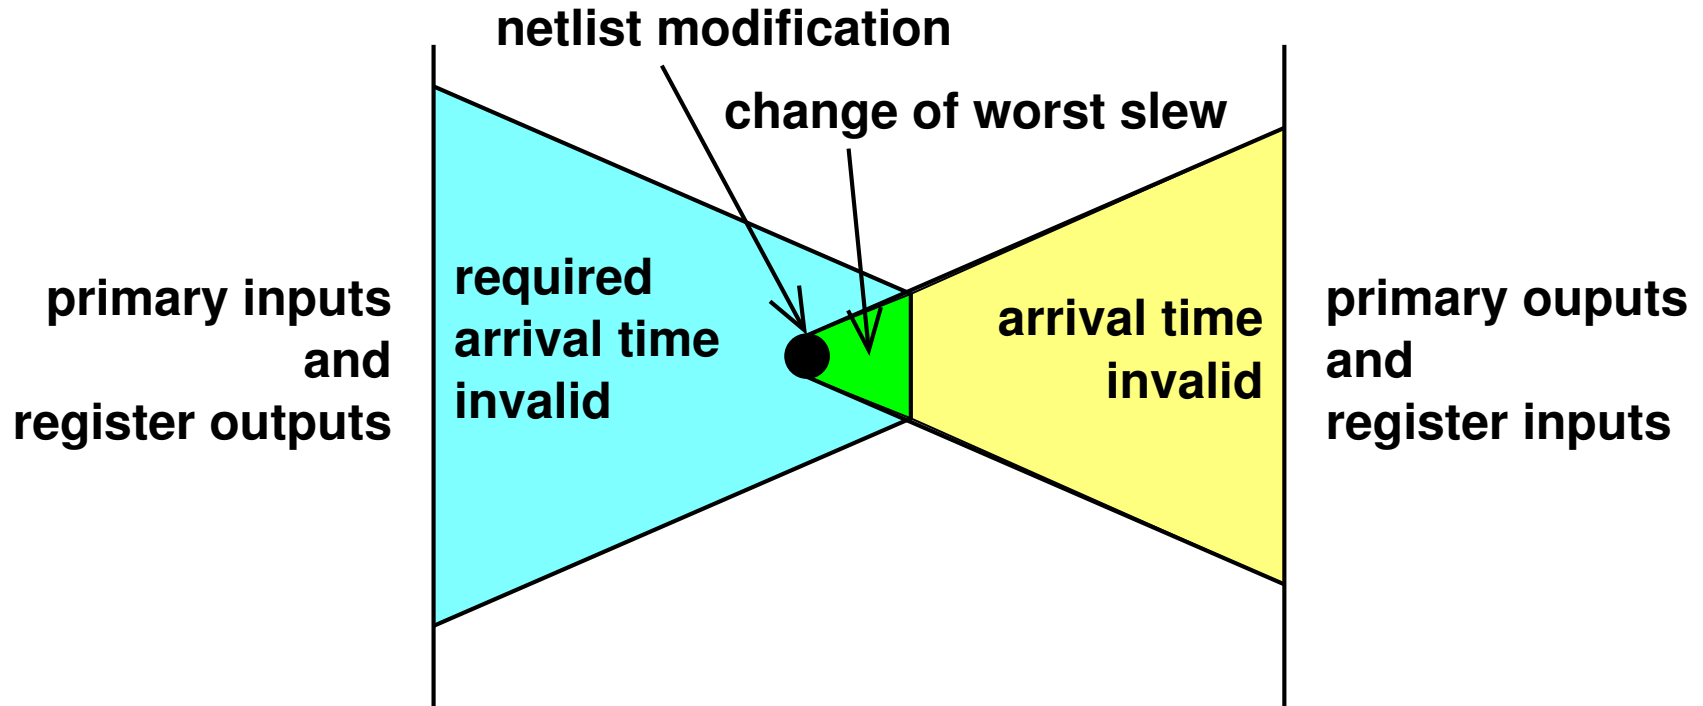 netlist modification
change of worst slew
primary inputs
and
register outputs
required
arrival time
invalid
arrival time
invalid
primary ouputs
and
register inputs